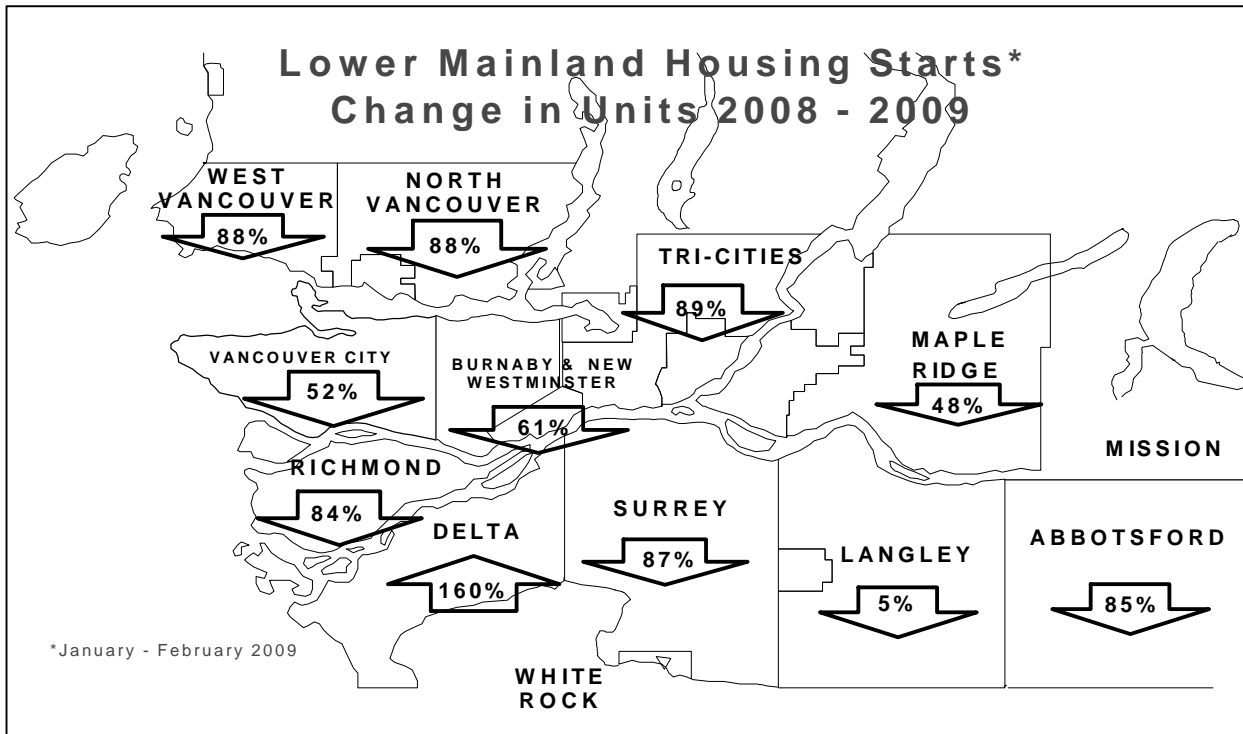 Lower Mainland Housing Starts*
Change in Units 2008 - 2009
WEST
VANCOUVER
88%
NORTH
VANCOUVER
88%
TRI-CITIES
89%
VANCOUVER CITY
52%
BURNABY & NEW
WESTMINSTER
61%
MAPLE
RIDGE
48%
MISSION
RICHMOND
84%
DELTA
160%
SURREY
87%
LANGLEY
5%
ABBOTSFORD
85%
*January - February 2009
WHITE
ROCK